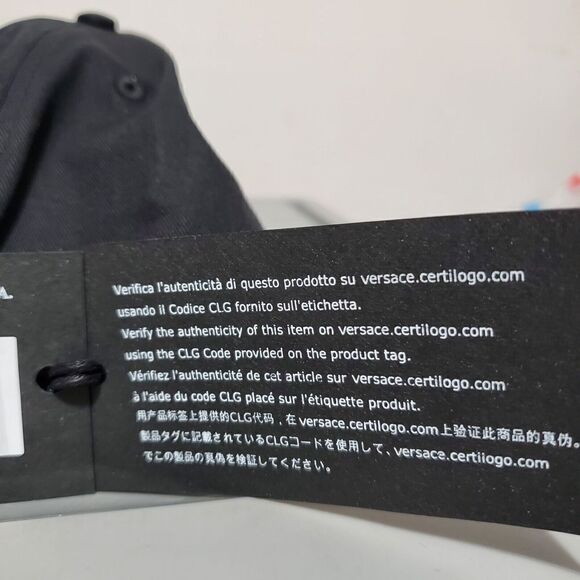 A
Verifica l'autenticità di questo prodotto su versace.certilogo.com
usando il Codice CLG fornito sull'etichetta.
Verify the authenticity of this item on versace.certilogo.com
using the CLG Code provided on the product tag.
Vérifiez l'authenticité de cet article sur versace.certilogo.com
à l'aide du code CLG placé sur l'étiquette produit.
用产品标签上提供的CLG代码，在versace.certilogo.com上验证此商品的真伪。
製品タグに記載されているCLGコードを使用して、versace.certilogo.com
でこの製品の真偽を検証してください。